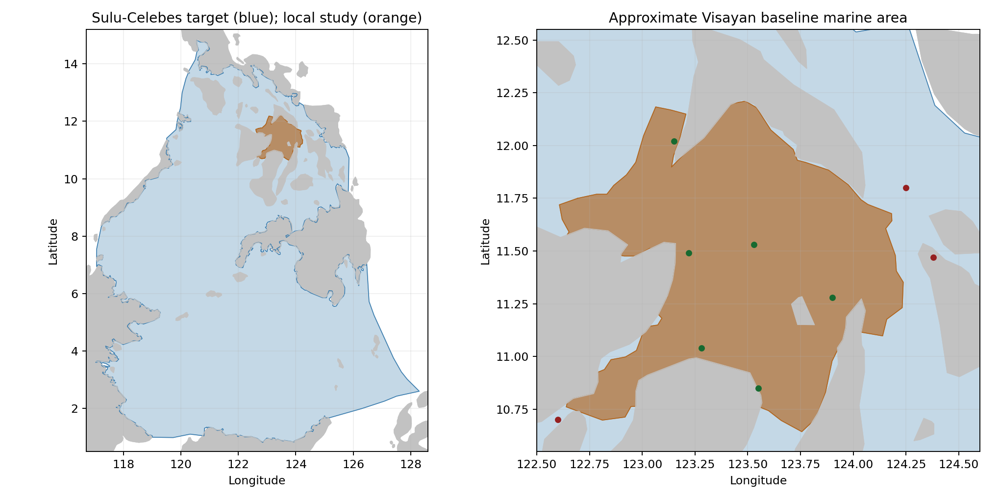 Sulu-Celebes target (blue); local study (orange)
14
12
10
8
6
4
2
Latitude
118 120 122 124 126 128
Longitude
Approximate Visayan baseline marine area
12.50
12.25
12.00
11.75
11.50
11.25
11.00
10.75
Latitude
122.50 122.75 123.00 123.25 123.50 123.75 124.00 124.25 124.50
Longitude